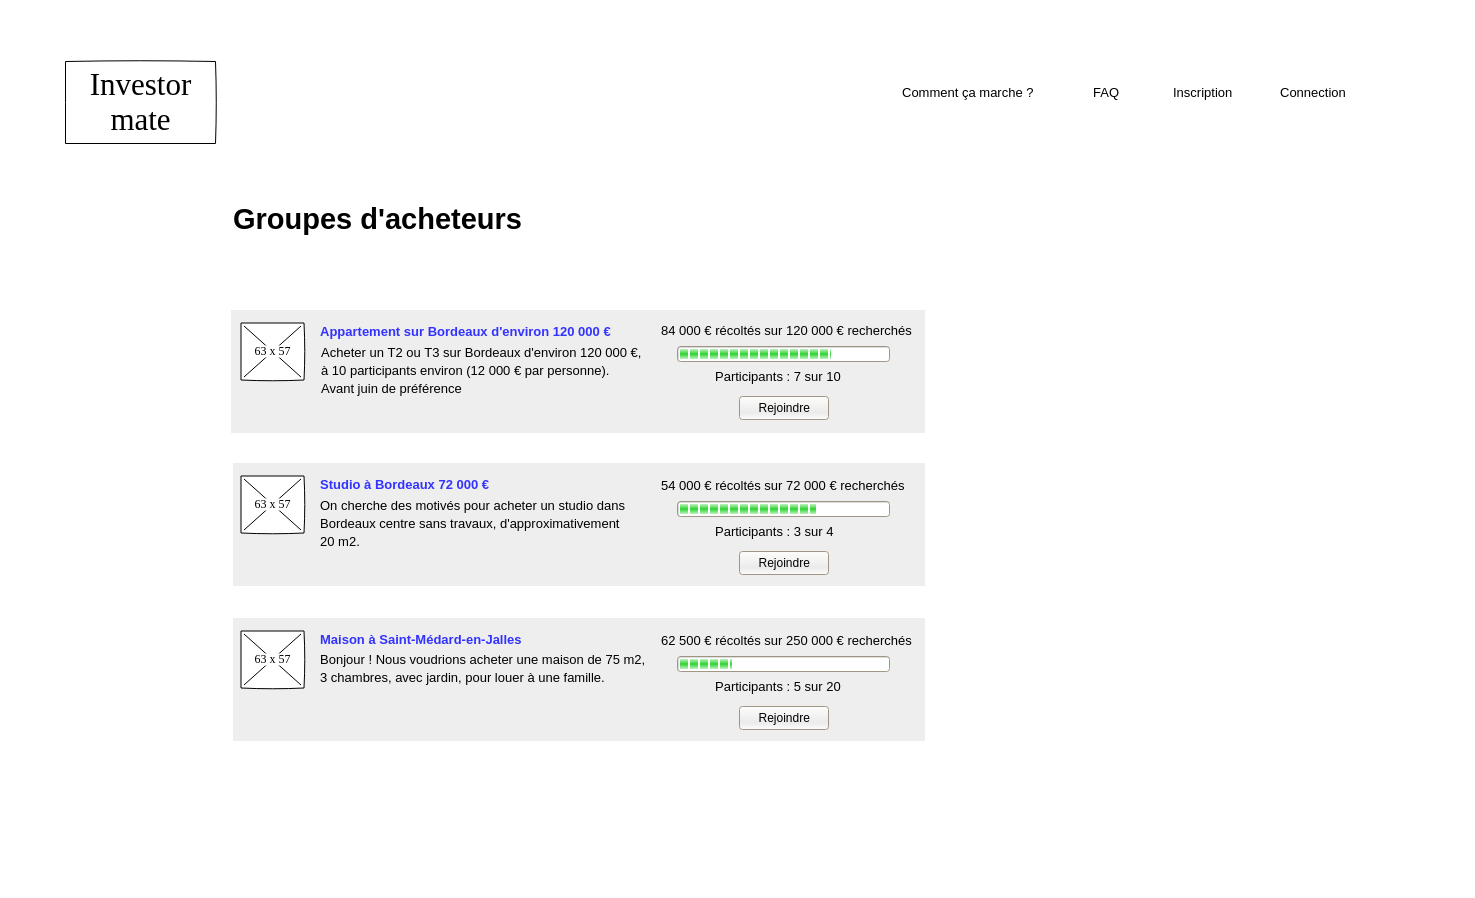 Investor
mate
Comment ça marche ?
FAQ
Inscription
Connection
Groupes d'acheteurs
63 x 57
Appartement sur Bordeaux d'environ 120 000 €
Acheter un T2 ou T3 sur Bordeaux d'environ 120 000 €,
à 10 participants environ (12 000 € par personne).
Avant juin de préférence
84 000 € récoltés sur 120 000 € recherchés
Participants : 7 sur 10
Rejoindre
63 x 57
Studio à Bordeaux 72 000 €
On cherche des motivés pour acheter un studio dans
Bordeaux centre sans travaux, d'approximativement
20 m2.
54 000 € récoltés sur 72 000 € recherchés
Participants : 3 sur 4
Rejoindre
63 x 57
Maison à Saint-Médard-en-Jalles
Bonjour ! Nous voudrions acheter une maison de 75 m2,
3 chambres, avec jardin, pour louer à une famille.
62 500 € récoltés sur 250 000 € recherchés
Participants : 5 sur 20
Rejoindre